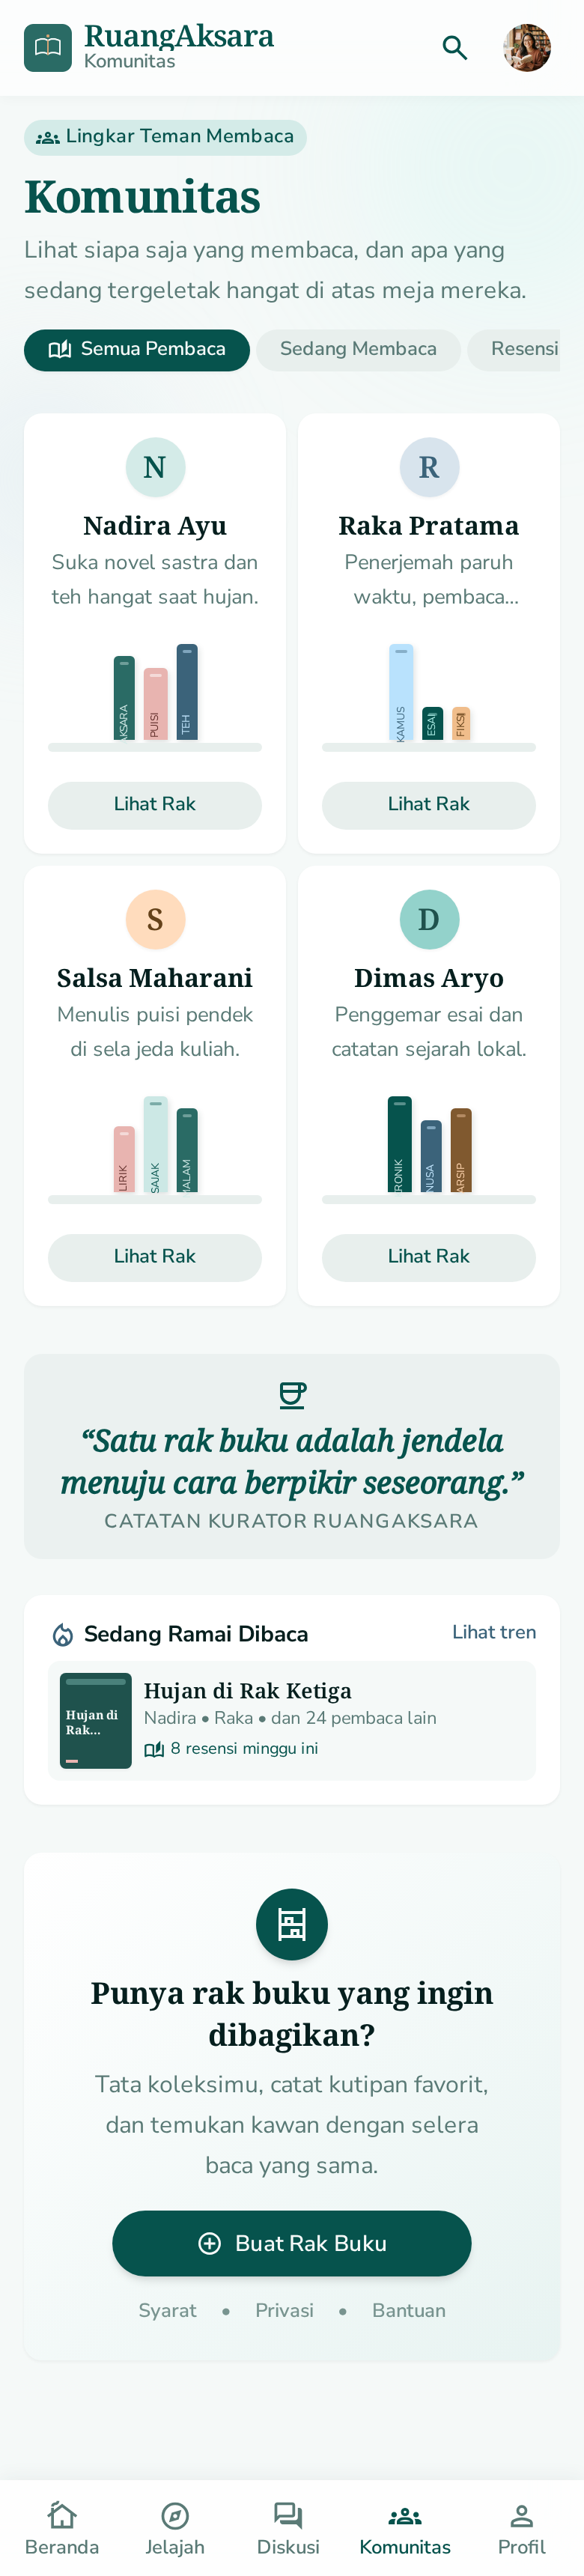 RuangAksara
Komunitas
Lingkar Teman Membaca
Komunitas
Lihat siapa saja yang membaca, dan apa yang
sedang tergeletak hangat di atas meja mereka.
Semua Pembaca
Sedang Membaca
Resensi
N
Nadira Ayu
Suka novel sastra dan
teh hangat saat hujan.
AKSARA
PUISI
TEH
Lihat Rak
R
Raka Pratama
Penerjemah paruh
waktu, pembaca...
KAMUS
ESAI
FIKSI
Lihat Rak
S
Salsa Maharani
Menulis puisi pendek
di sela jeda kuliah.
LIRIK
SAJAK
MALAM
Lihat Rak
D
Dimas Aryo
Penggemar esai dan
catatan sejarah lokal.
RONIK
NUSA
ARSIP
Lihat Rak
“Satu rak buku adalah jendela
menuju cara berpikir seseorang.”
CATATAN KURATOR RUANGAKSARA
Sedang Ramai Dibaca
Lihat tren
Hujan di
Rak...
Hujan di Rak Ketiga
Nadira • Raka • dan 24 pembaca lain
8 resensi minggu ini
Punya rak buku yang ingin
dibagikan?
Tata koleksimu, catat kutipan favorit,
dan temukan kawan dengan selera
baca yang sama.
Buat Rak Buku
Syarat • Privasi • Bantuan
Beranda
Jelajah
Diskusi
Komunitas
Profil